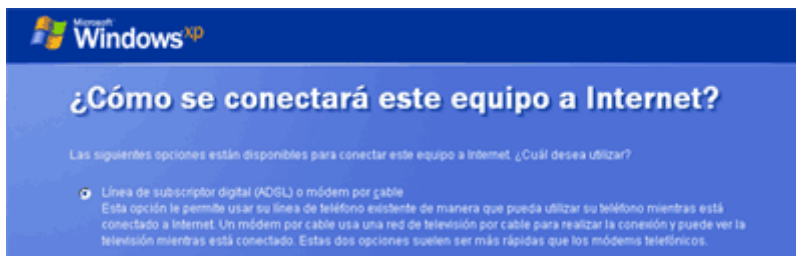 Microsoft
Windows xp
¿Cómo se conectará este equipo a Internet?
Las siguientes opciones están disponibles para conectar este equipo a Internet. ¿Cuál desea utilizar?
Línea de subscriptor digital (ADSL) o módem por cable
Esta opción le permite usar su línea de teléfono existente de manera que pueda utilizar su teléfono mientras está
conectado a Internet. Un módem por cable usa una red de televisión por cable para realizar la conexión y puede ver la
televisión mientras está conectado. Estas dos opciones suelen ser más rápidas que los módems telefónicos.